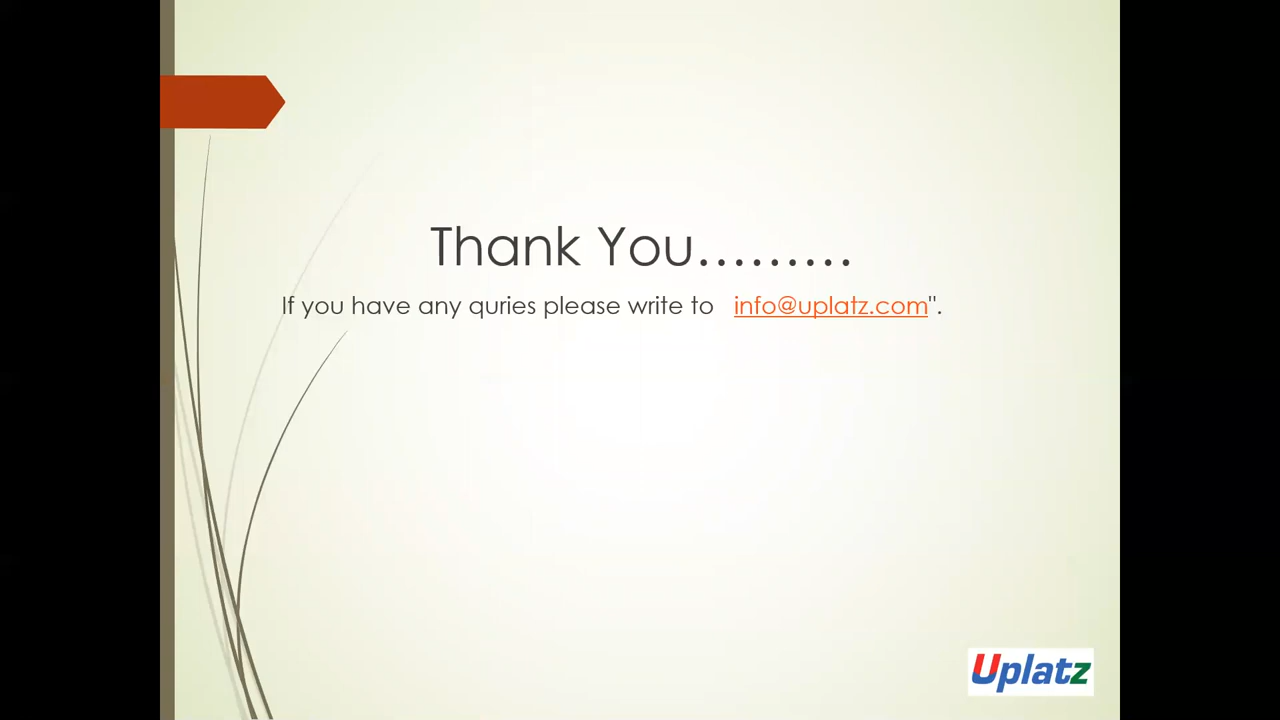 Thank You.........
If you have any quries please write to info@uplatz.com".
Uplatz